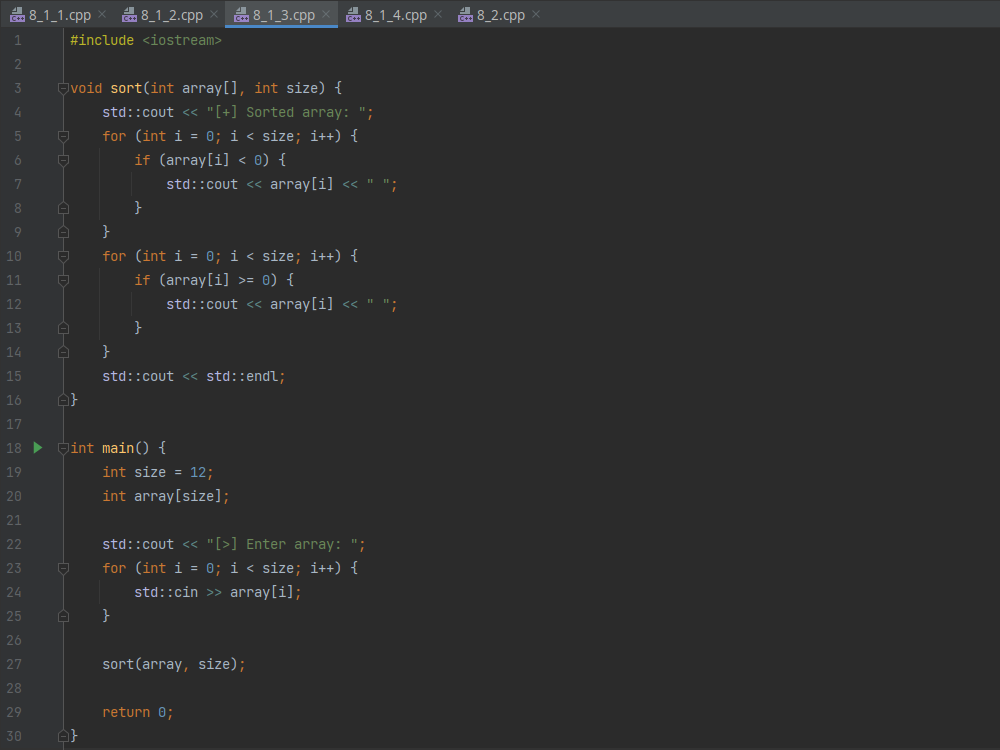 8_1_1.cpp 8_1_2.cpp 8_1_3.cpp 8_1_4.cpp 8_2.cpp
1 #include <iostream>
2
3 void sort(int array[], int size) {
4     std::cout << "[+] Sorted array: ";
5     for (int i = 0; i < size; i++) {
6         if (array[i] < 0) {
7             std::cout << array[i] << " ";
8         }
9     }
10     for (int i = 0; i < size; i++) {
11         if (array[i] >= 0) {
12             std::cout << array[i] << " ";
13         }
14     }
15     std::cout << std::endl;
16 }
17
18 int main() {
19     int size = 12;
20     int array[size];
21
22     std::cout << "[>] Enter array: ";
23     for (int i = 0; i < size; i++) {
24         std::cin >> array[i];
25     }
26
27     sort(array, size);
28
29     return 0;
30 }